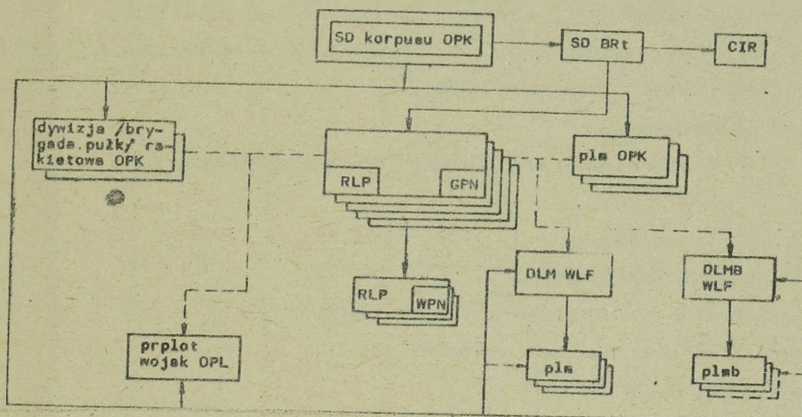 SD korpusu OPK
SD BRt
CIR
dywizja /bry-
gada.pułk/ ra-
kietowa OPK
RLP
GPN
plm OPK
RLP
WPN
DLM WLF
DLMB
WLF
prplot
wojsk OPL
plm
plmb